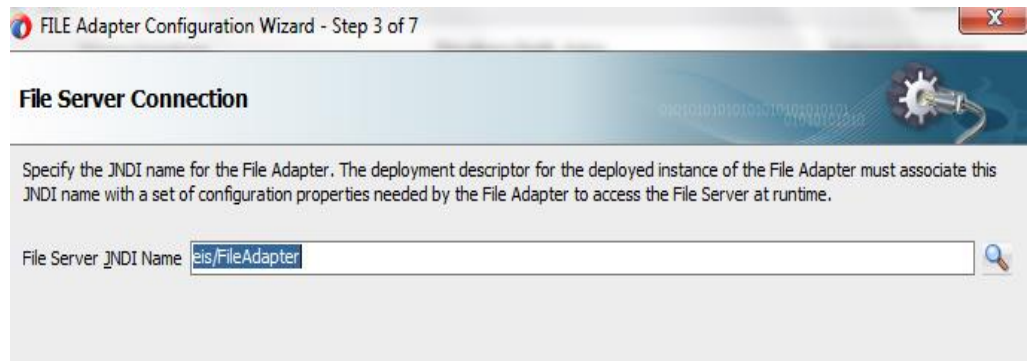 FILE Adapter Configuration Wizard - Step 3 of 7
File Server Connection
Specify the JNDI name for the File Adapter. The deployment descriptor for the deployed instance of the File Adapter must associate this
JNDI name with a set of configuration properties needed by the File Adapter to access the File Server at runtime.
File Server JNDI Name eis/FileAdapter